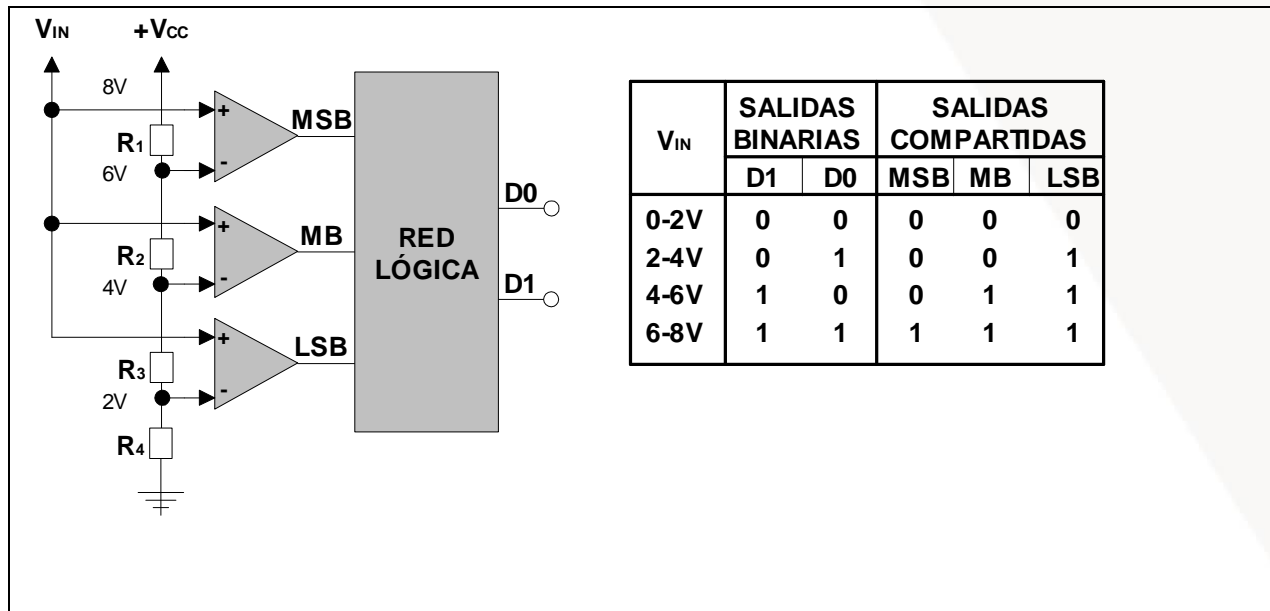 VIN +VCC
8V
+
MSB
R1
-
6V
+
MB
R2
-
4V
+
LSB
R3
-
2V
R4
RED
LÓGICA
D0
D1
VIN SALIDAS BINARIAS SALIDAS COMPARTIDAS
D1 D0 MSB MB LSB
0-2V 0 0 0 0 0
2-4V 0 1 0 0 1
4-6V 1 0 0 1 1
6-8V 1 1 1 1 1